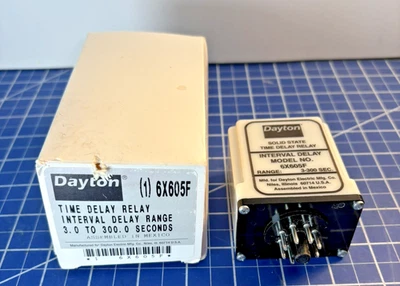 Dayton
(1) 6X605F
TIME DELAY RELAY
INTERVAL DELAY RANGE
3.0 TO 300.0 SECONDS
ASSEMBLED IN MEXICO
Dayton
SOLID STATE
TIME DELAY RELAY
INTERVAL DELAY
MODEL NO.
6X605F
RANGE: 3-300 SEC.
Mfd. for Dayton Electric Mfg. Co.
Niles, Illinois 60714 U.S.A.
Assembled in Mexico